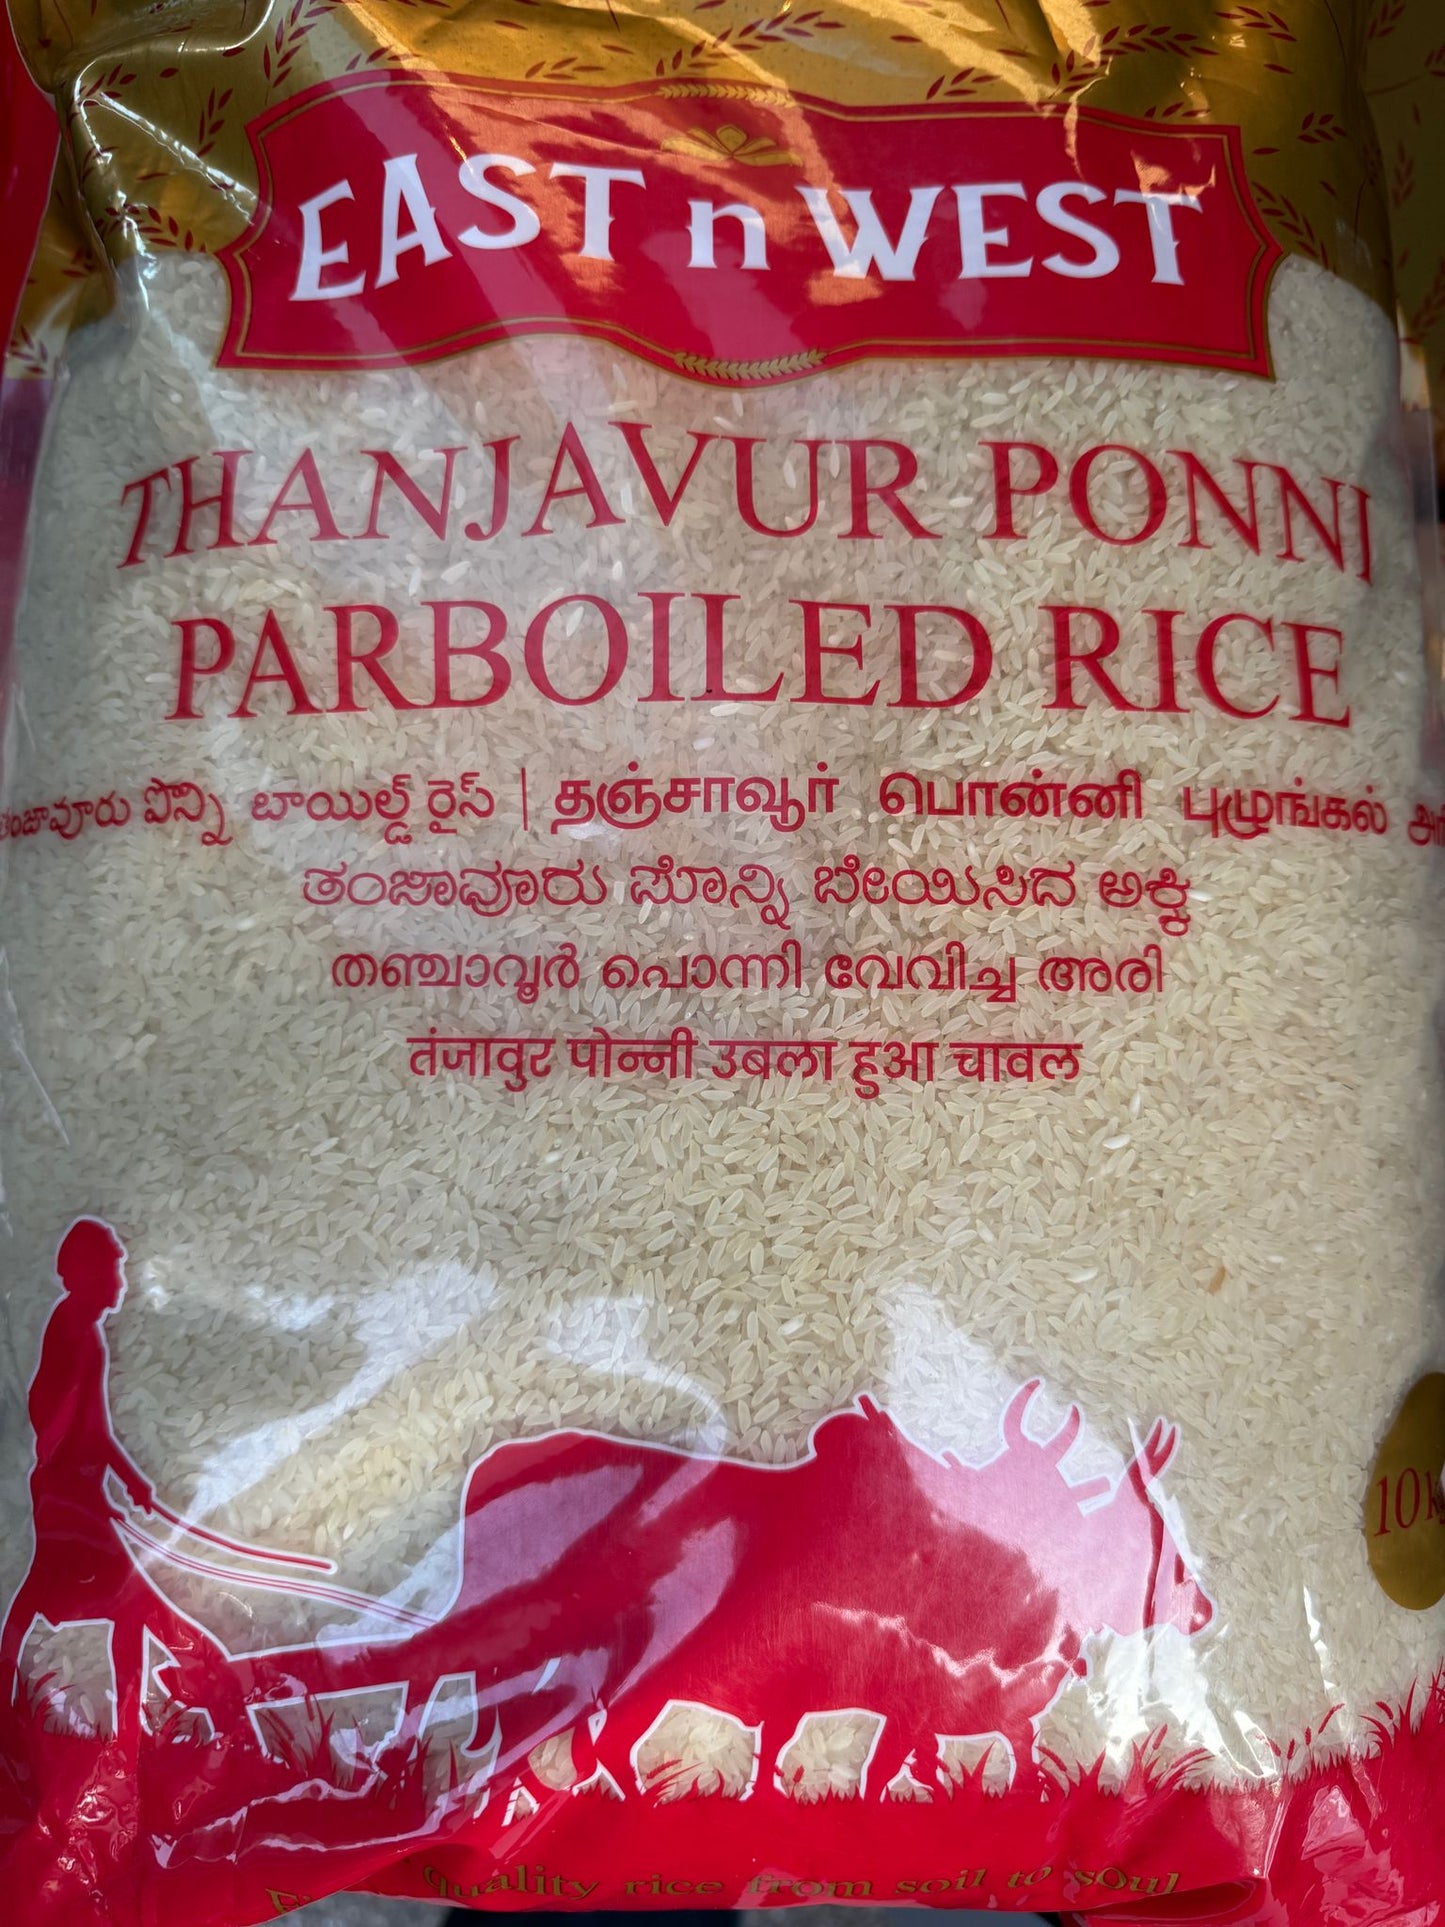 EAST n WEST
THANJAVUR PONNI
PARBOILED RICE
తంజావూరు పొన్ని బాయిల్డ్ రైస్ | தஞ்சாவூர் பொன்னி புழுங்கல்
ತಂಜಾವೂರು ಪೊನ್ನಿ ಬೇಯಿಸಿದ ಅಕ್ಕಿ
തഞ്ചാവൂർ പൊന്നി വേവിച്ച അരി
तंजावुर पोन्नी उबला हुआ चावल
10
quality rice from soil to soul